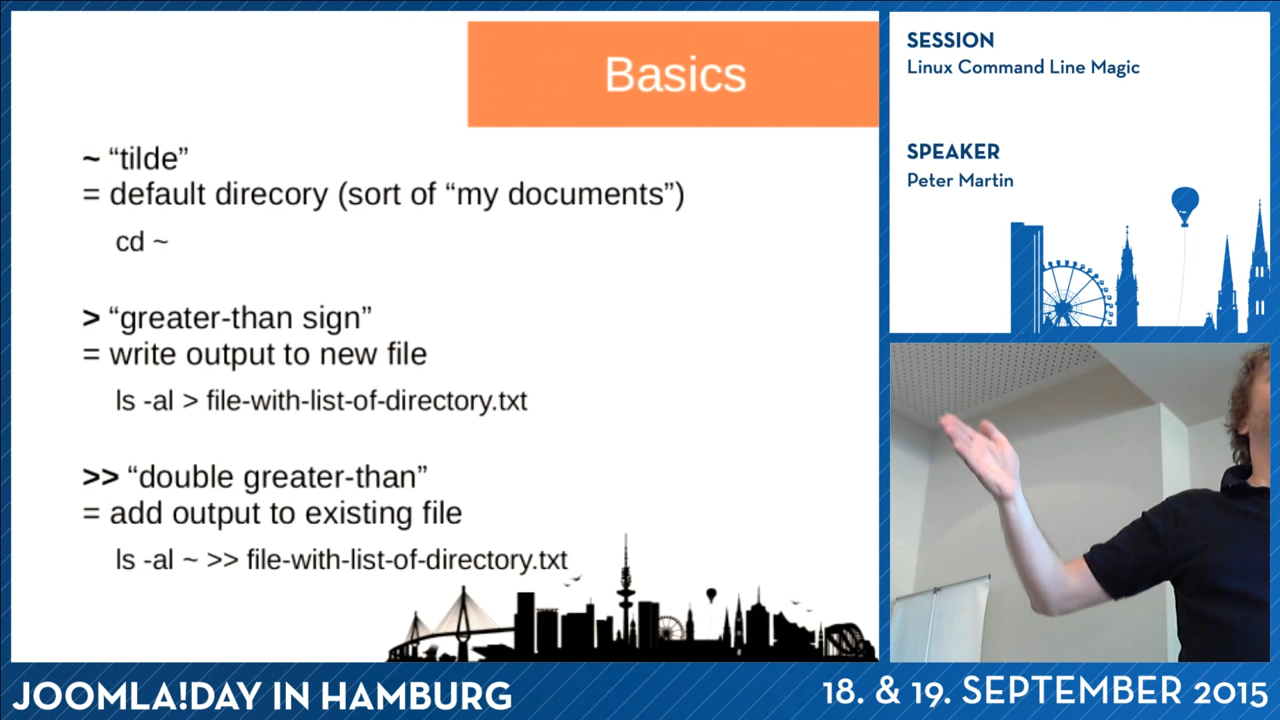 Basics
~ “tilde”
= default direcory (sort of “my documents”)
cd ~
> “greater-than sign”
= write output to new file
ls -al > file-with-list-of-directory.txt
>> “double greater-than”
= add output to existing file
ls -al ~ >> file-with-list-of-directory.txt
SESSION
Linux Command Line Magic
SPEAKER
Peter Martin
JOOMLA!DAY IN HAMBURG
18. & 19. SEPTEMBER 2015